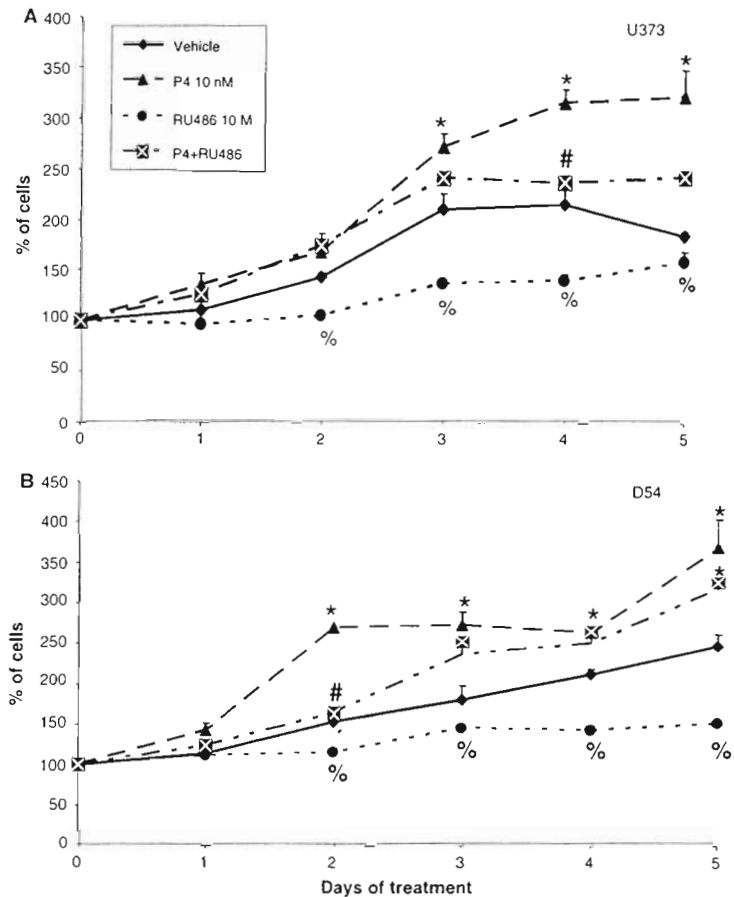 A
U373
Vehicle
P4 10 nM
RU486 10 M
P4+RU486
% of cells
400
350
300
250
200
150
100
50
0
* * *
#
% % % %
0 1 2 3 4 5
B
D54
% of cells
450
400
350
300
250
200
150
100
50
0
* * * * *
#
% % % %
0 1 2 3 4 5
Days of treatment